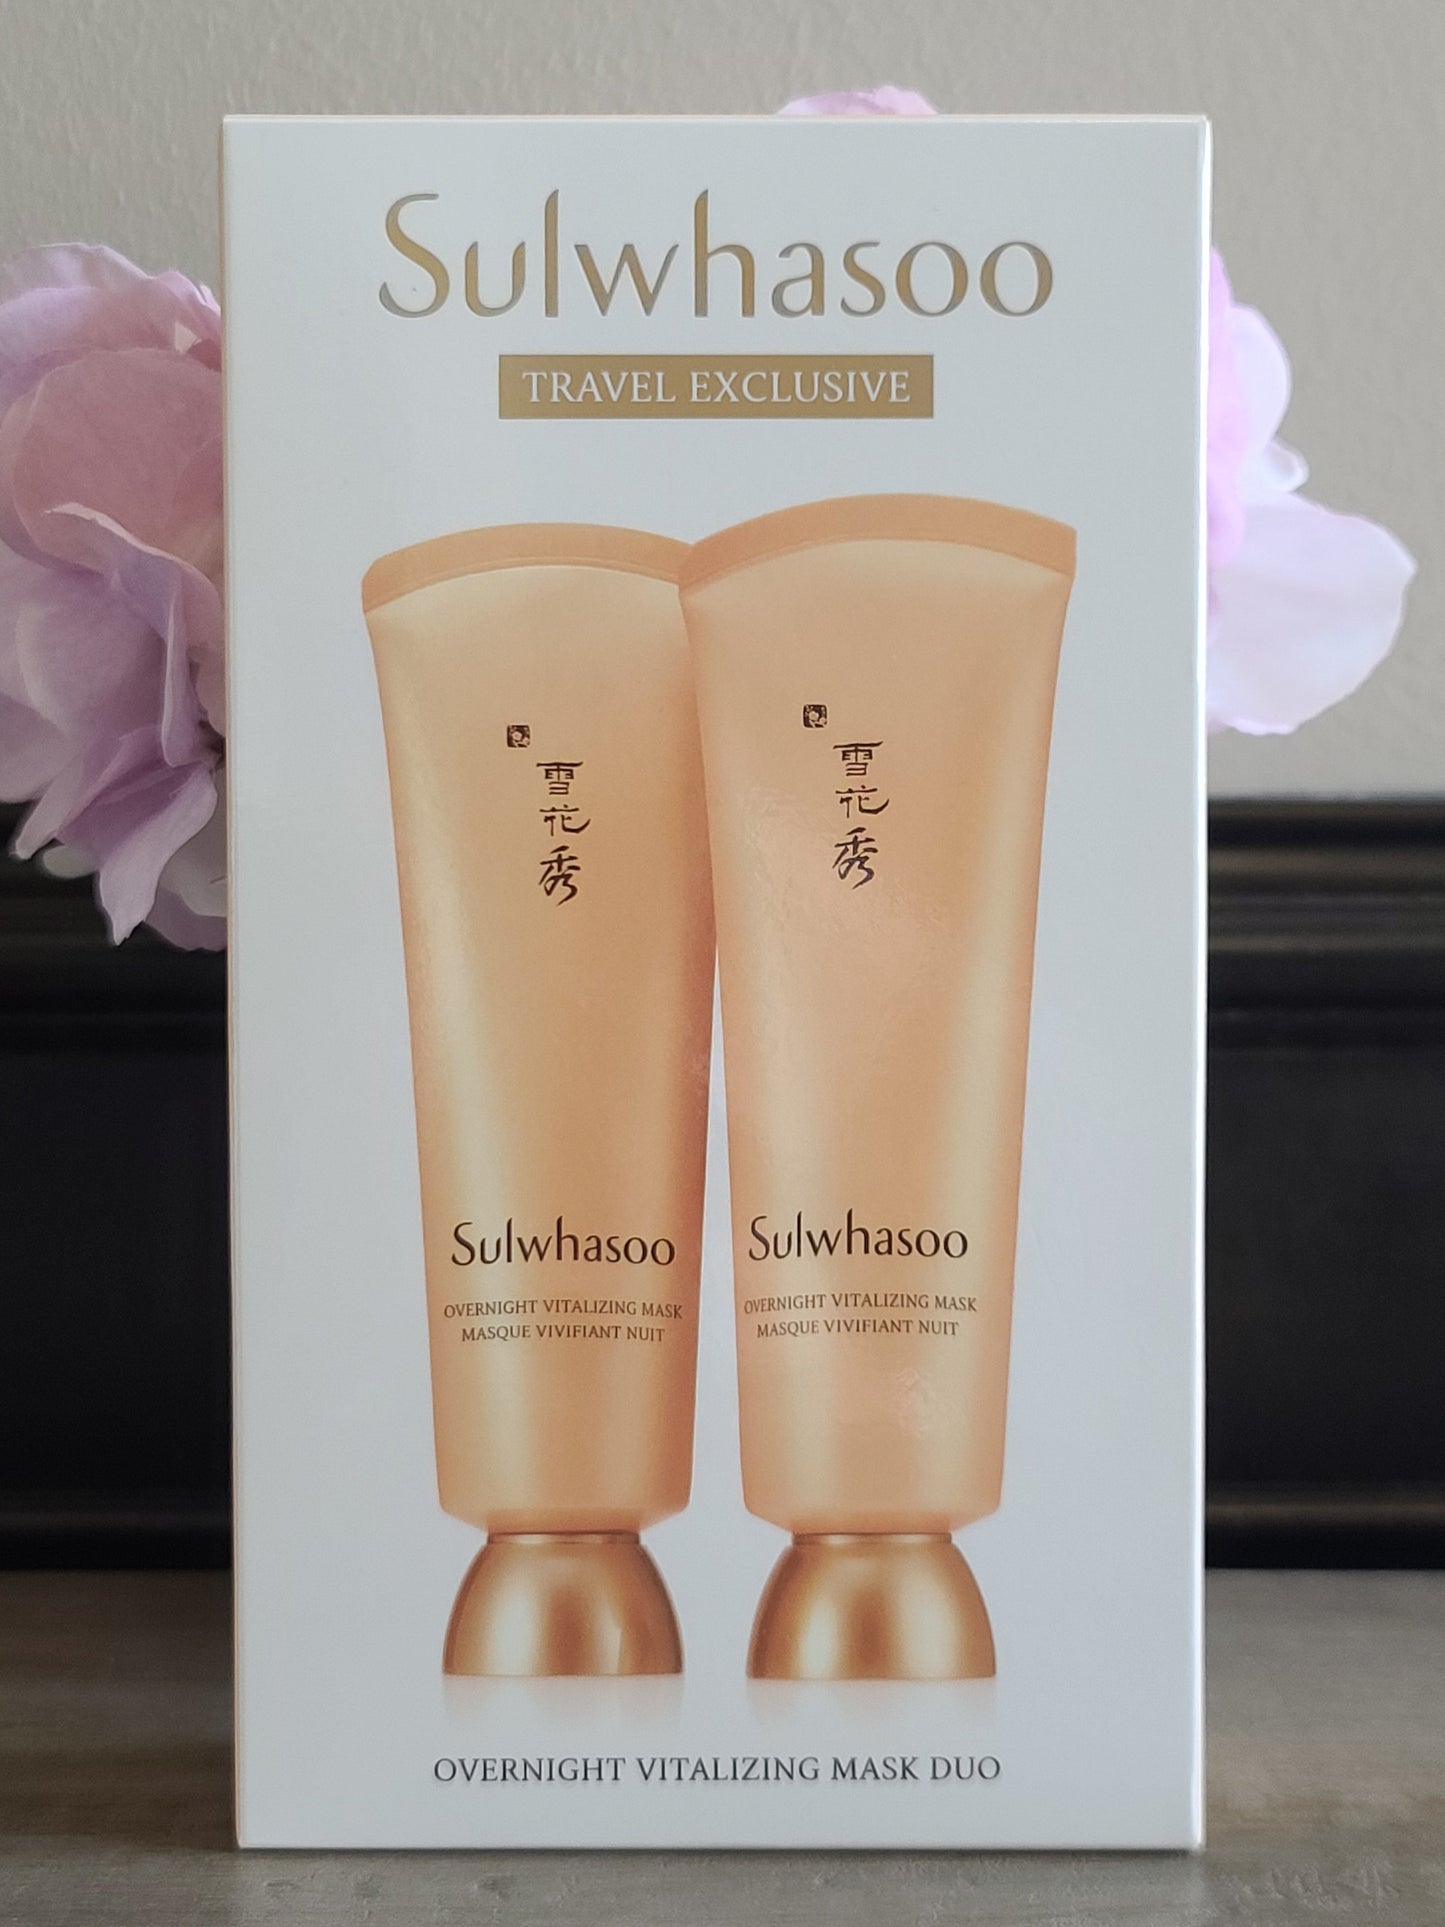 Sulwhasoo
TRAVEL EXCLUSIVE
雪花秀
Sulwhasoo
OVERNIGHT VITALIZING MASK
MASQUE VIVIFIANT NUIT
雪花秀
Sulwhasoo
OVERNIGHT VITALIZING MASK
MASQUE VIVIFIANT NUIT
OVERNIGHT VITALIZING MASK DUO